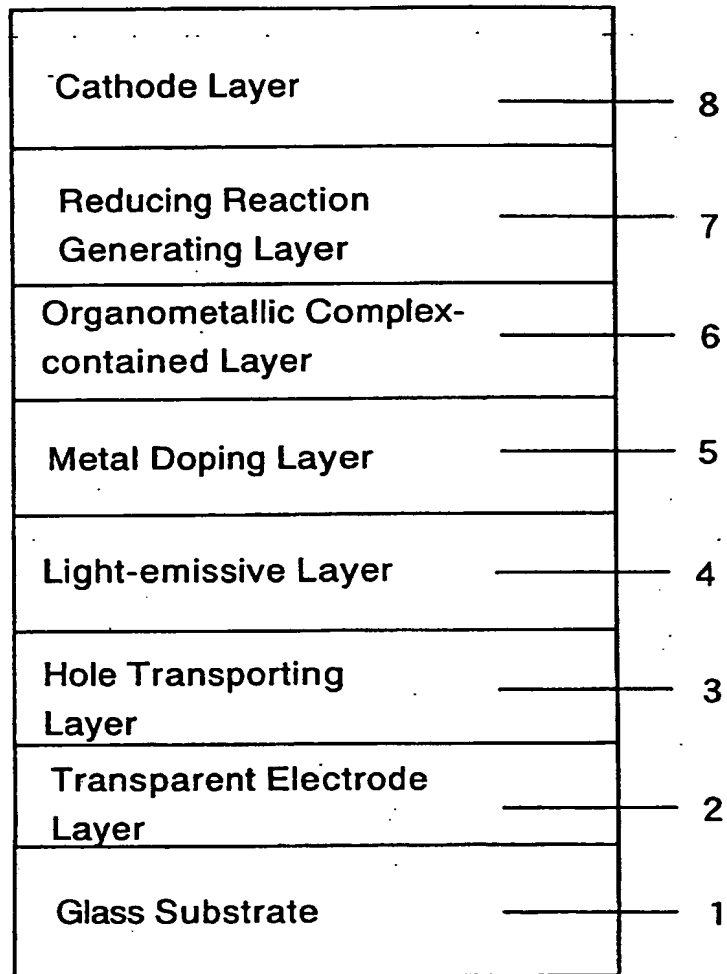 Cathode Layer
8
Reducing Reaction
Generating Layer
7
Organometallic Complex-
contained Layer
6
Metal Doping Layer
5
Light-emissive Layer
4
Hole Transporting
Layer
3
Transparent Electrode
Layer
2
Glass Substrate
1